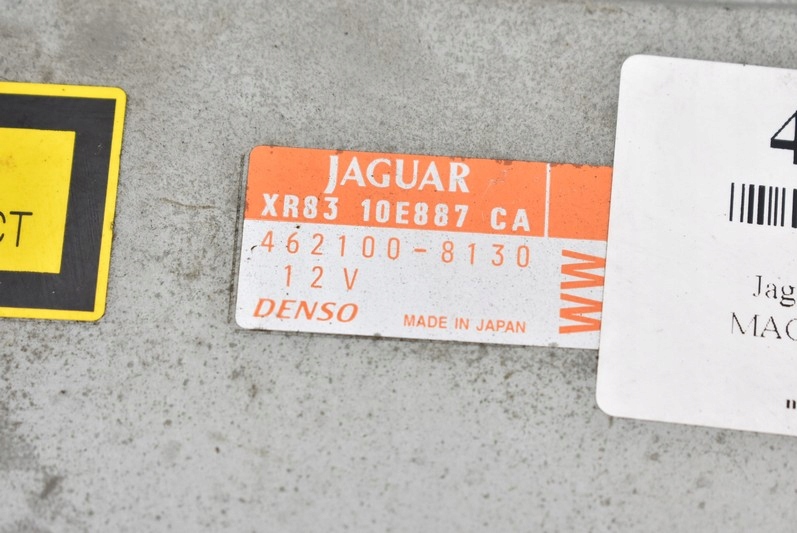 CT
JAGUAR
XR83 10E887 CA
462100-8130
12V
DENSO
MADE IN JAPAN
WW
4
Jag
MAC